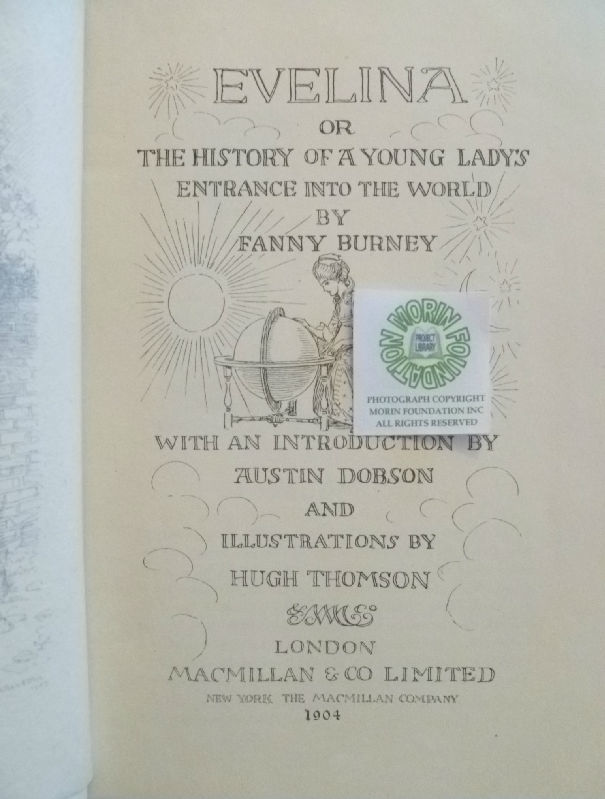 EVELINA
OR
THE HISTORY OF A YOUNG LADY'S
ENTRANCE INTO THE WORLD
BY
FANNY BURNEY
MORIN FOUNDATION
PROJECT
LIBRARY
PHOTOGRAPH COPYRIGHT
MORIN FOUNDATION INC
ALL RIGHTS RESERVED
WITH AN INTRODUCTION BY
AUSTIN DOBSON
AND
ILLUSTRATIONS BY
HUGH THOMSON
LONDON
MACMILLAN & CO LIMITED
NEW YORK THE MACMILLAN COMPANY
1904